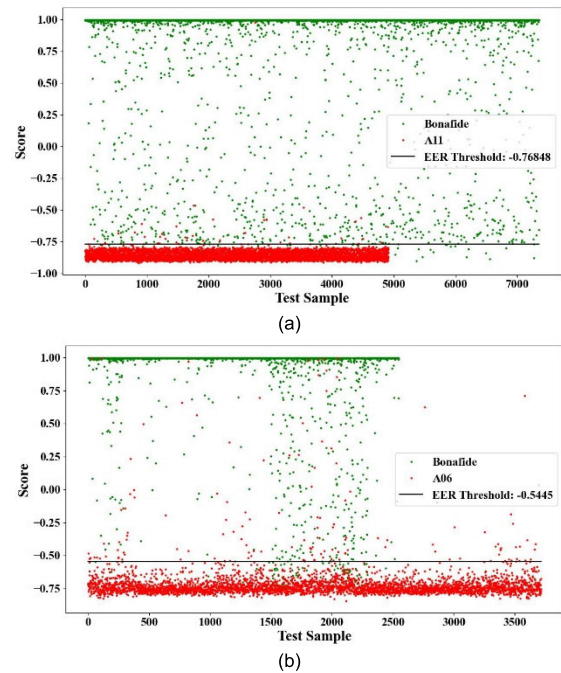 1.00
0.75
0.50
0.25
0.00
−0.25
−0.50
−0.75
−1.00
Score
Bonafide
A11
EER Threshold: -0.76848
0 1000 2000 3000 4000 5000 6000 7000
Test Sample
(a)
1.00
0.75
0.50
0.25
0.00
−0.25
−0.50
−0.75
Score
Bonafide
A06
EER Threshold: -0.5445
0 500 1000 1500 2000 2500 3000 3500
Test Sample
(b)